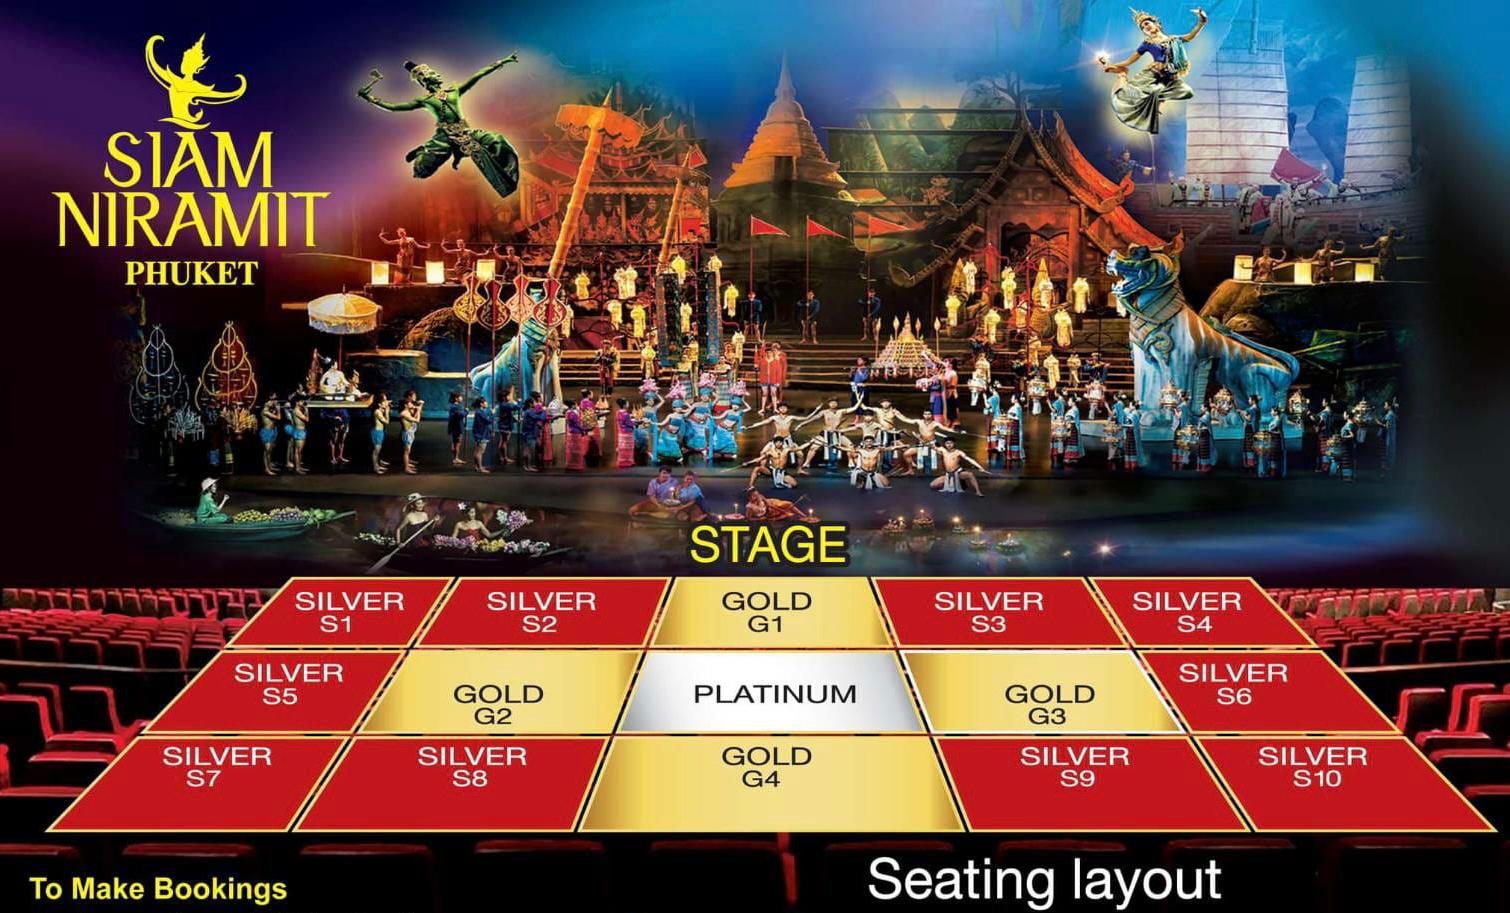 SIAM
NIRAMIT
PHUKET
STAGE
SILVER
S1
SILVER
S2
GOLD
G1
SILVER
S3
SILVER
S4
SILVER
S5
GOLD
G2
PLATINUM
GOLD
G3
SILVER
S6
SILVER
S7
SILVER
S8
GOLD
G4
SILVER
S9
SILVER
S10
To Make Bookings
Seating layout